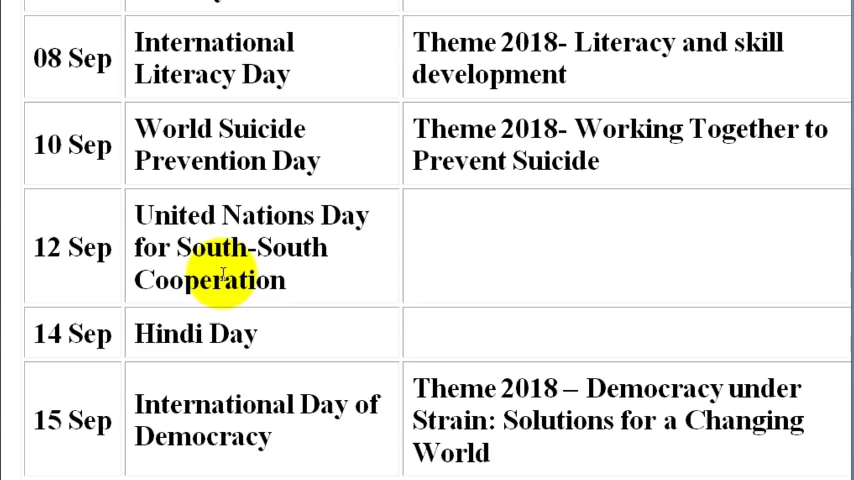 08 Sep
International
Literacy Day
Theme 2018- Literacy and skill
development
10 Sep
World Suicide
Prevention Day
Theme 2018- Working Together to
Prevent Suicide
12 Sep
United Nations Day
for South-South
Cooperation
14 Sep
Hindi Day
15 Sep
International Day of
Democracy
Theme 2018 – Democracy under
Strain: Solutions for a Changing
World